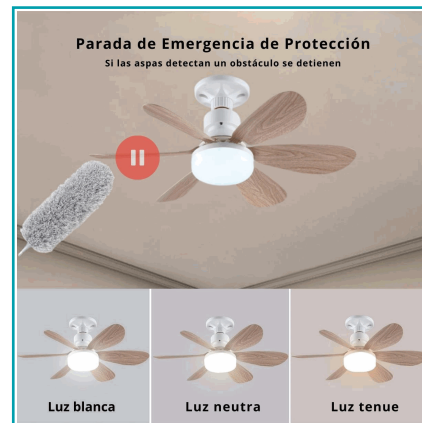 Parada de Emergencia de Protección
Si las aspas detectan un obstáculo se detienen
Luz blanca
Luz neutra
Luz tenue